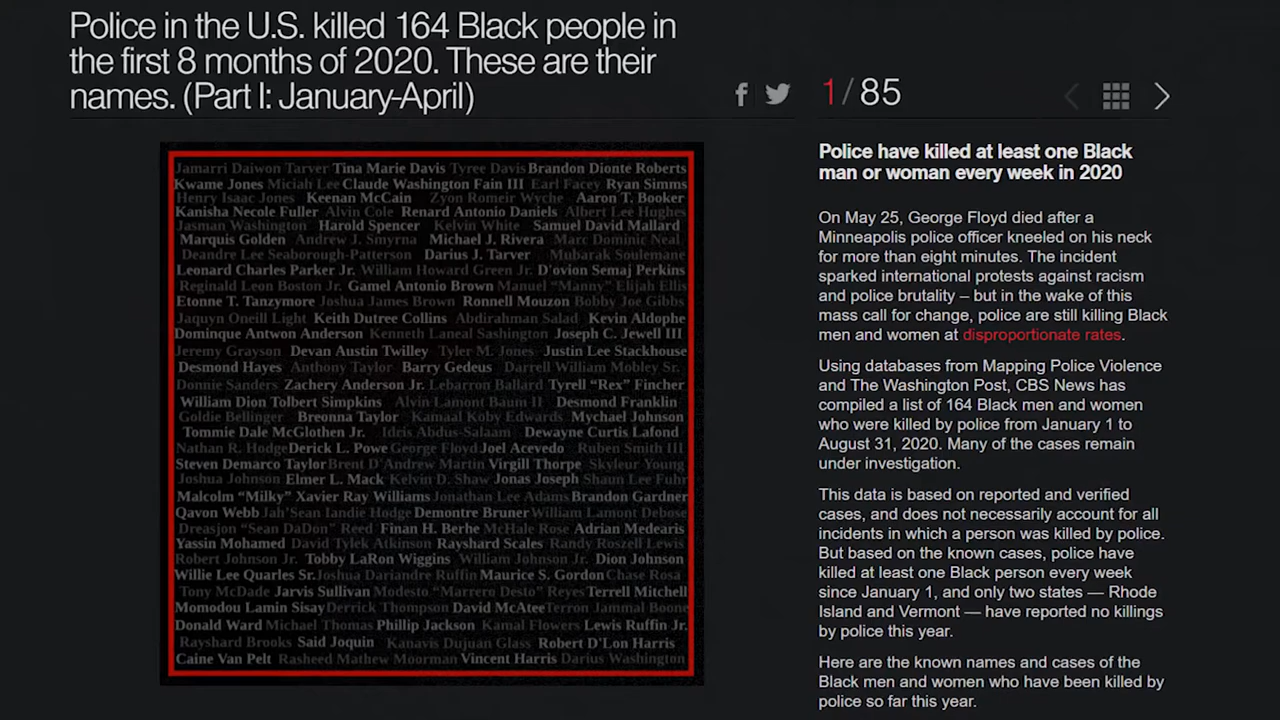 Police in the U.S. killed 164 Black people in
the first 8 months of 2020. These are their
names. (Part I: January-April)
1/85
Jamarri Daiwon Tarver Tina Marie Davis Tyree Davis Brandon Dionte Roberts
Kwame Jones Miciah Lee Claude Washington Fain III Earl Facey Ryan Simms
Henry Isaac Jones Keenan McCain Zyon Romeir Wyche Aaron T. Booker
Kanisha Necole Fuller Alvin Cole Renard Antonio Daniels Albert Lee Hughes
Jasman Washington Harold Spencer Kelvin White Samuel David Mallard
Marquis Golden Andrew J. Smyrna Michael J. Rivera Marc Dominic Neal
Deandre Lee Seaborough-Patterson Darius J. Tarver Mubarak Soulemane
Leonard Charles Parker Jr. William Howard Green Jr. D'ovion Semaj Perkins
Reginald Leon Boston Jr. Gamel Antonio Brown Manuel “Manny” Elijah Ellis
Etonne T. Tanzymore Joshua James Brown Ronnell Mouzon Bobby Joe Gibbs
Jaquyn Oneill Light Keith Dutree Collins Abdirahman Salad Kevin Aldophe
Dominque Antwon Anderson Kenneth Laneal Sashington Joseph C. Jewell III
Jeremy Grayson Devan Austin Twilley Tyler M. Jones Justin Lee Stackhouse
Desmond Hayes Anthony Taylor Barry Gedeus Darrell William Mobley Sr.
Donnie Sanders Zachery Anderson Jr. Lebarron Ballard Tyrell “Rex” Fincher
William Dion Tolbert Simpkins Alvin Lamont Baum II Desmond Franklin
Goldie Bellinger Breonna Taylor Kamaal Koby Edwards Mychael Johnson
Tommie Dale McGlothen Jr. Idris Abdus-Salaam Dewayne Curtis Lafond
Nathan R. Hodge Derick L. Powe George Floyd Joel Acevedo Ruben Smith III
Steven Demarco Taylor Brent D'Andrew Martin Virgill Thorpe Skyleur Young
Joshua Johnson Elmer L. Mack Kelvin D. Shaw Jonas Joseph Shaun Lee Fuhr
Malcolm “Milky” Xavier Ray Williams Jonathan Lee Adams Brandon Gardner
Qavon Webb Jah'Sean Iandie Hodge Demontre Bruner William Lamont Debose
Dreasjon “Sean DaDon” Reed Finan H. Berhe McHale Rose Adrian Medearis
Yassin Mohamed David Tylek Atkinson Rayshard Scales Randy Roszell Lewis
Robert Johnson Jr. Tobby LaRon Wiggins William Johnson Jr. Dion Johnson
Willie Lee Quarles Sr. Joshua Dariandre Ruffin Maurice S. Gordon Chase Rosa
Tony McDade Jarvis Sullivan Modesto “Marrero Desto” Reyes Terrell Mitchell
Momodou Lamin Sisay Derrick Thompson David McAtee Terron Jammal Boone
Donald Ward Michael Thomas Phillip Jackson Kamal Flowers Lewis Ruffin Jr.
Rayshard Brooks Said Joquin Kanavis Dujuan Glass Robert D'Lon Harris
Caine Van Pelt Rasheed Mathew Moorman Vincent Harris Darius Washington
Police have killed at least one Black
man or woman every week in 2020
On May 25, George Floyd died after a
Minneapolis police officer kneeled on his neck
for more than eight minutes. The incident
sparked international protests against racism
and police brutality – but in the wake of this
mass call for change, police are still killing Black
men and women at disproportionate rates.
Using databases from Mapping Police Violence
and The Washington Post, CBS News has
compiled a list of 164 Black men and women
who were killed by police from January 1 to
August 31, 2020. Many of the cases remain
under investigation.
This data is based on reported and verified
cases, and does not necessarily account for all
incidents in which a person was killed by police.
But based on the known cases, police have
killed at least one Black person every week
since January 1, and only two states — Rhode
Island and Vermont — have reported no killings
by police this year.
Here are the known names and cases of the
Black men and women who have been killed by
police so far this year.